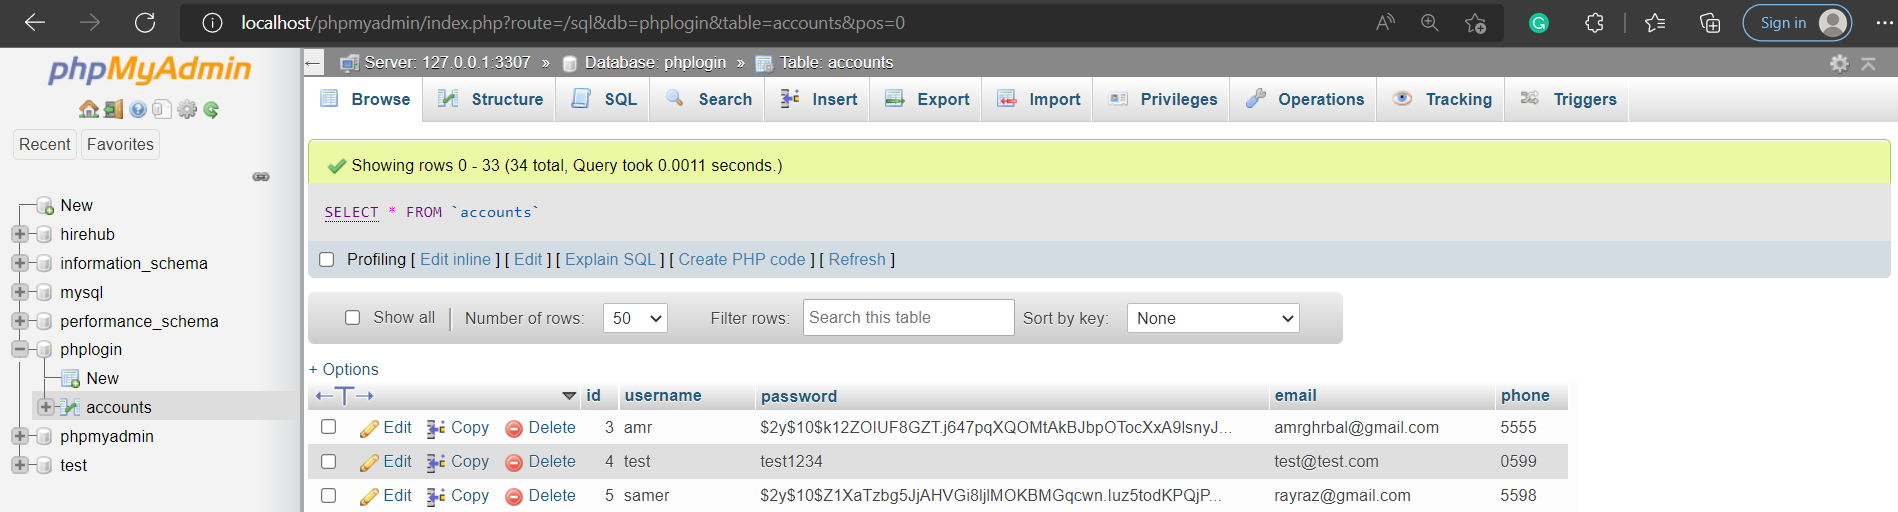 localhost/phpmyadmin/index.php?route=/sql&db=phplogin&table=accounts&pos=0
Sign in
phpMyAdmin
Recent Favorites
New
hirehub
information_schema
mysql
performance_schema
phplogin
New
accounts
phpmyadmin
test
Server: 127.0.0.1:3307 » Database: phplogin » Table: accounts
Browse Structure SQL Search Insert Export Import Privileges Operations Tracking Triggers
Showing rows 0 - 33 (34 total, Query took 0.0011 seconds.)
SELECT * FROM `accounts`
Profiling [ Edit inline ] [ Edit ] [ Explain SQL ] [ Create PHP code ] [ Refresh ]
Show all Number of rows: 50 Filter rows: Search this table Sort by key: None
+ Options
id username password email phone
Edit Copy Delete 3 amr $2y$10$k12ZOIUF8GZT.j647pqXQOMtAkBJbpOTocXxA9lsnyJ... amrghrbal@gmail.com 5555
Edit Copy Delete 4 test test1234 test@test.com 0599
Edit Copy Delete 5 samer $2y$10$Z1XaTzbg5JjAHVGi8ljlMOKBMGqcwn.luz5todKPQjP... rayraz@gmail.com 5598